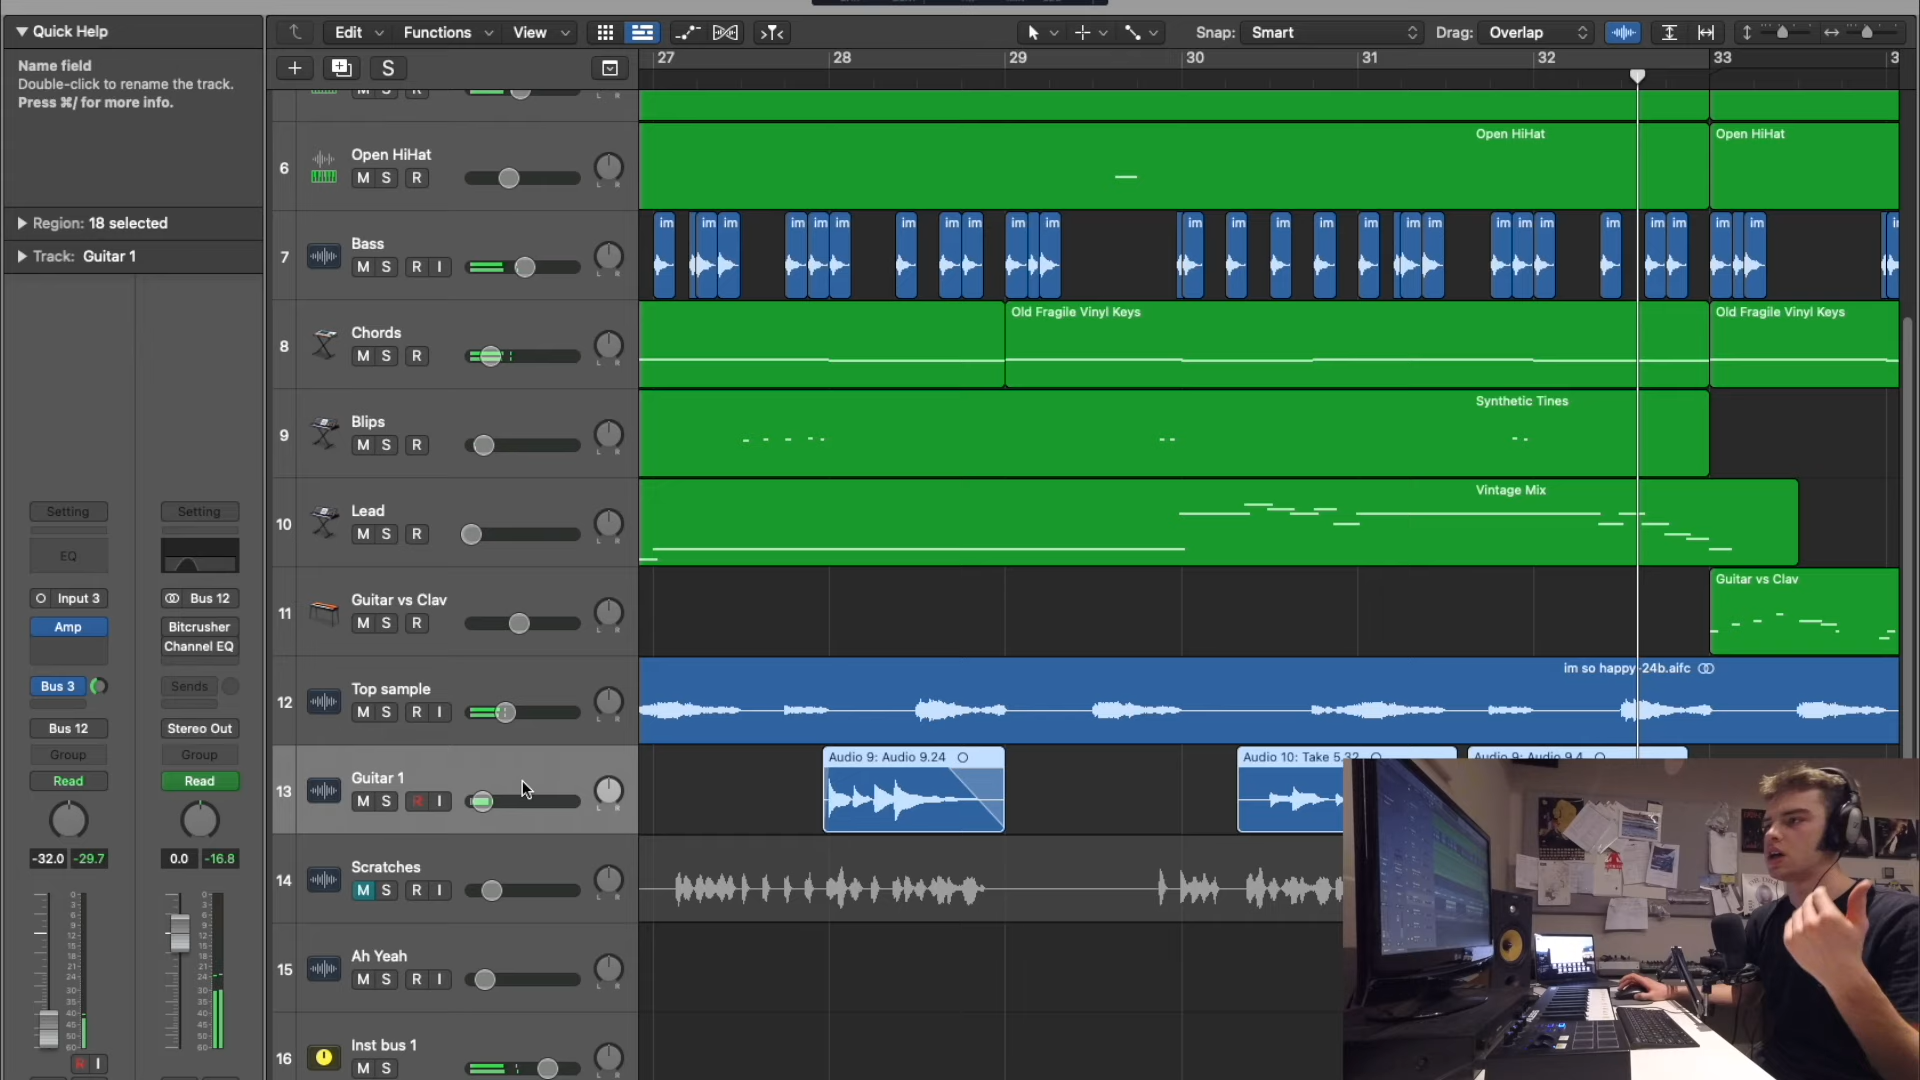 Quick Help
Name field
Double-click to rename the track.
Press ⌘/ for more info.
Region: 18 selected
Track: Guitar 1
Setting
Setting
EQ
Input 3
Bus 12
Amp
Bitcrusher
Channel EQ
Bus 3
Sends
Bus 12
Stereo Out
Group
Group
Read
Read
-32.0 -29.7
0.0 -16.8
R I
Edit Functions View
Snap: Smart
Drag: Overlap
S
27 28 29 30 31 32 33 3
M S R
6 Open HiHat
M S R
Open HiHat
Open HiHat
7 Bass
M S R I
im im im im im im im im im im im im im im im im im im im im im im im im im im im im
8 Chords
M S R
Old Fragile Vinyl Keys
Old Fragile Vinyl Keys
9 Blips
M S R
Synthetic Tines
10 Lead
M S R
Vintage Mix
11 Guitar vs Clav
M S R
Guitar vs Clav
12 Top sample
M S R I
im so happy-24b.aifc
13 Guitar 1
M S R I
Audio 9: Audio 9.24
Audio 10: Take 5.32
Audio 9: Audio 9.4
14 Scratches
M S R I
15 Ah Yeah
M S R I
16 Inst bus 1
M S